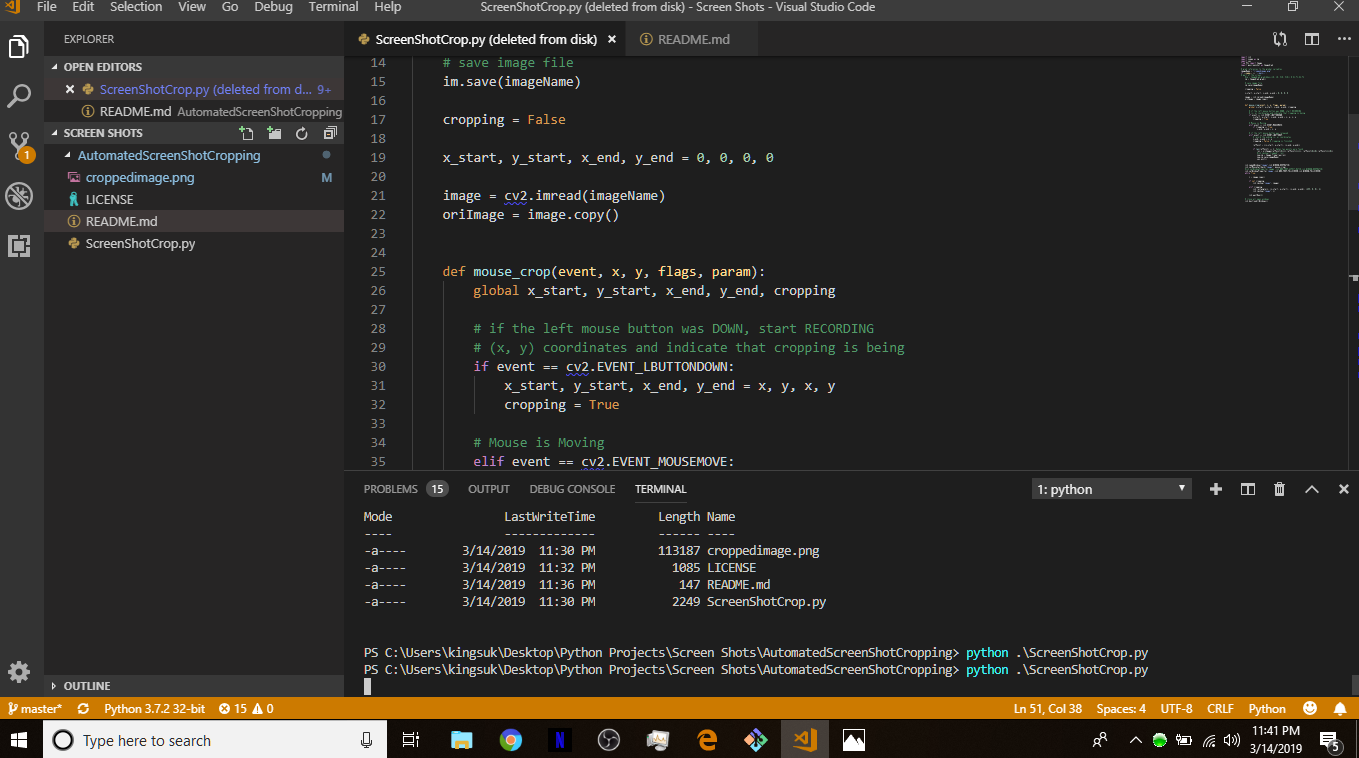 File Edit Selection View Go Debug Terminal Help ScreenShotCrop.py (deleted from disk) - Screen Shots - Visual Studio Code
EXPLORER
OPEN EDITORS
ScreenShotCrop.py (deleted from d... 9+
README.md AutomatedScreenShotCropping
SCREEN SHOTS
AutomatedScreenShotCropping
croppedimage.png M
LICENSE
README.md
ScreenShotCrop.py
OUTLINE
1
ScreenShotCrop.py (deleted from disk) README.md
14 # save image file
15 im.save(imageName)
16
17 cropping = False
18
19 x_start, y_start, x_end, y_end = 0, 0, 0, 0
20
21 image = cv2.imread(imageName)
22 oriImage = image.copy()
23
24
25 def mouse_crop(event, x, y, flags, param):
26 global x_start, y_start, x_end, y_end, cropping
27
28 # if the left mouse button was DOWN, start RECORDING
29 # (x, y) coordinates and indicate that cropping is being
30 if event == cv2.EVENT_LBUTTONDOWN:
31 x_start, y_start, x_end, y_end = x, y, x, y
32 cropping = True
33
34 # Mouse is Moving
35 elif event == cv2.EVENT_MOUSEMOVE:
PROBLEMS 15 OUTPUT DEBUG CONSOLE TERMINAL 1: python
Mode LastWriteTime Length Name
---- ------------- ------ ----
-a---- 3/14/2019 11:30 PM 113187 croppedimage.png
-a---- 3/14/2019 11:32 PM 1085 LICENSE
-a---- 3/14/2019 11:36 PM 147 README.md
-a---- 3/14/2019 11:30 PM 2249 ScreenShotCrop.py
PS C:\Users\kingsuk\Desktop\Python Projects\Screen Shots\AutomatedScreenShotCropping> python .\ScreenShotCrop.py
PS C:\Users\kingsuk\Desktop\Python Projects\Screen Shots\AutomatedScreenShotCropping> python .\ScreenShotCrop.py
master* Python 3.7.2 32-bit 15 0 Ln 51, Col 38 Spaces: 4 UTF-8 CRLF Python
Type here to search
11:41 PM
3/14/2019
5